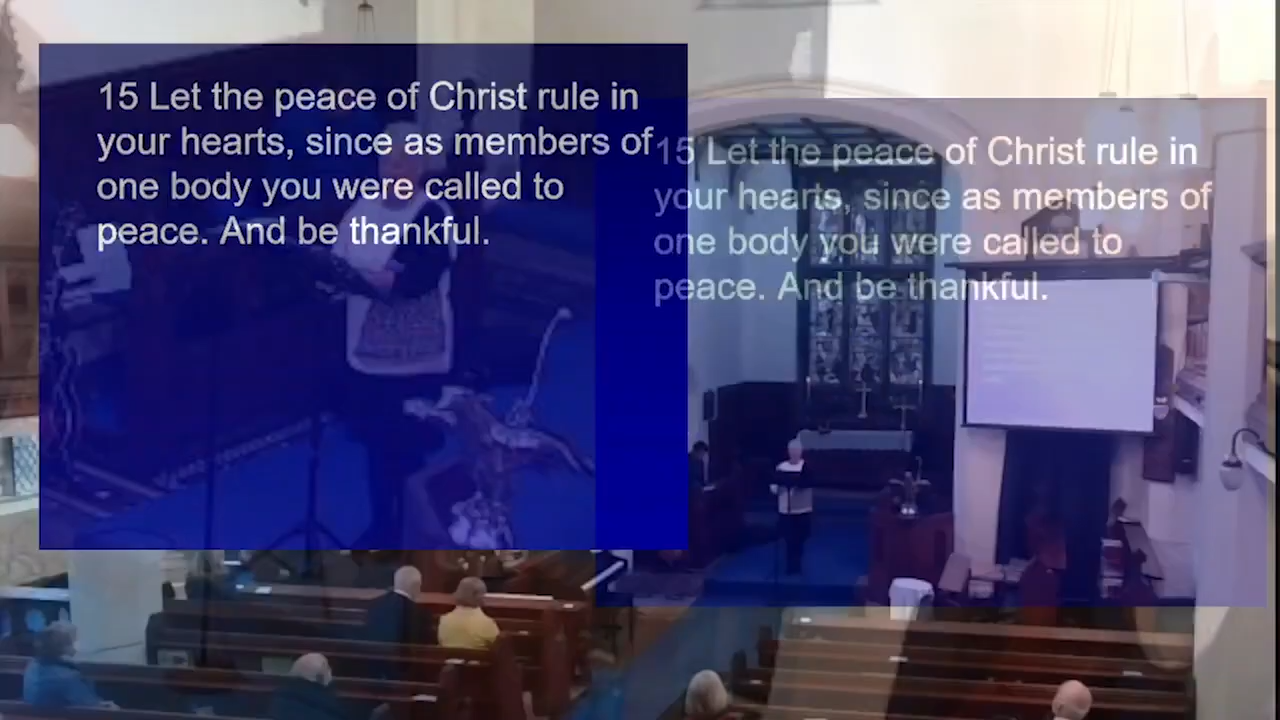 15 Let the peace of Christ rule in
your hearts, since as members of
one body you were called to
peace. And be thankful.
15 Let the peace of Christ rule in
your hearts, since as members of
one body you were called to
peace. And be thankful.